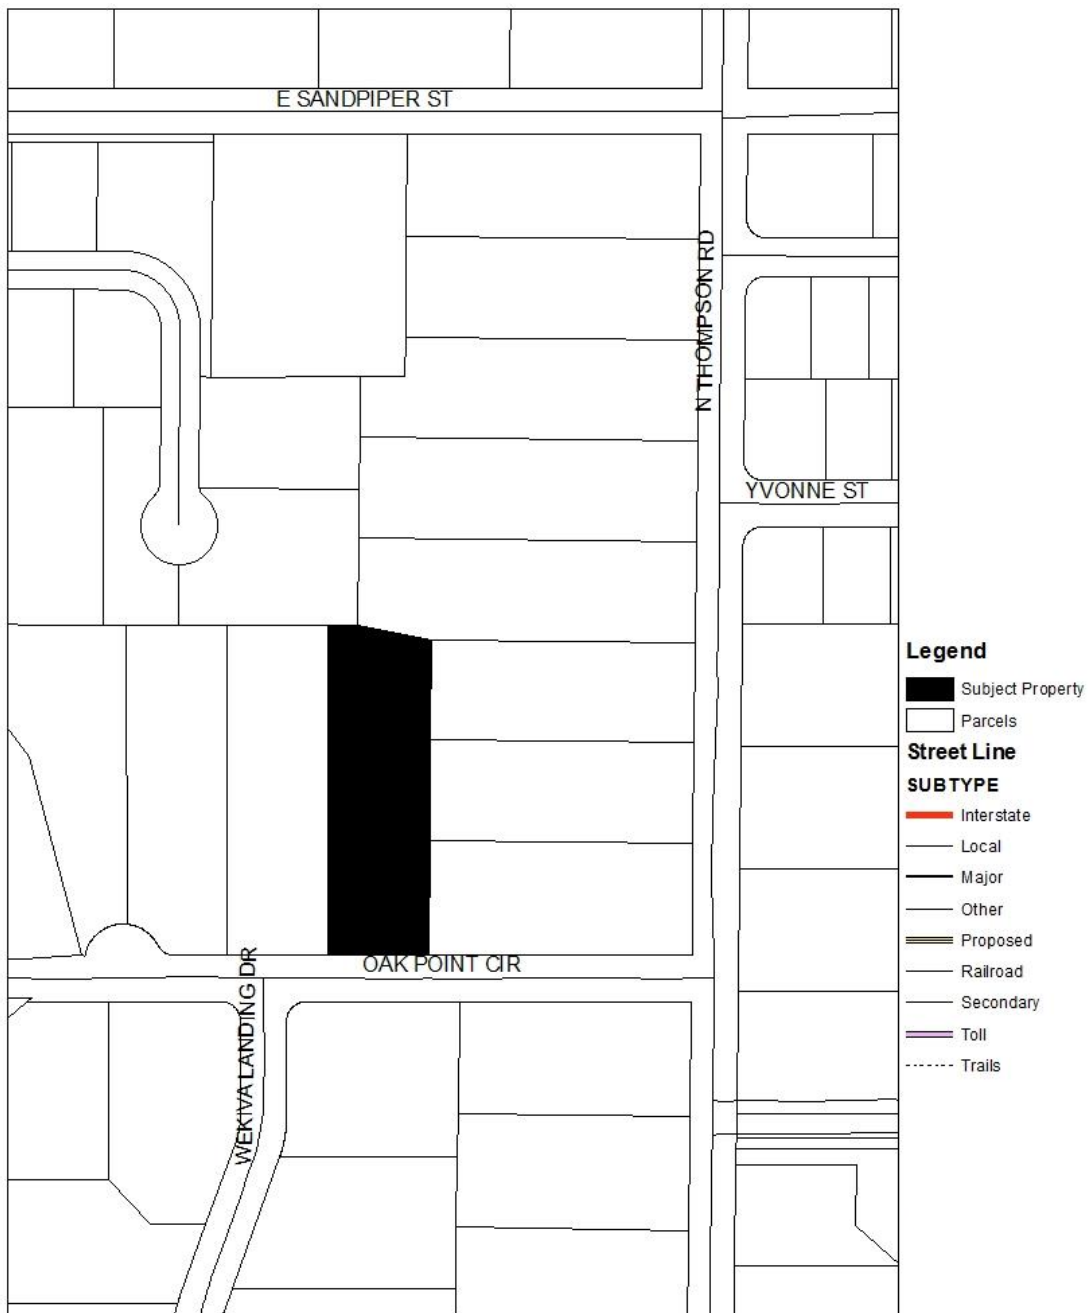 E SANDPIPER ST
N THOMPSON RD
YVONNE ST
Legend
Subject Property
Parcels
Street Line
SUBTYPE
Interstate
Local
Major
Other
Proposed
Railroad
Secondary
Toll
Trails
OAK POINT CIR
WEKIVA LANDING DR